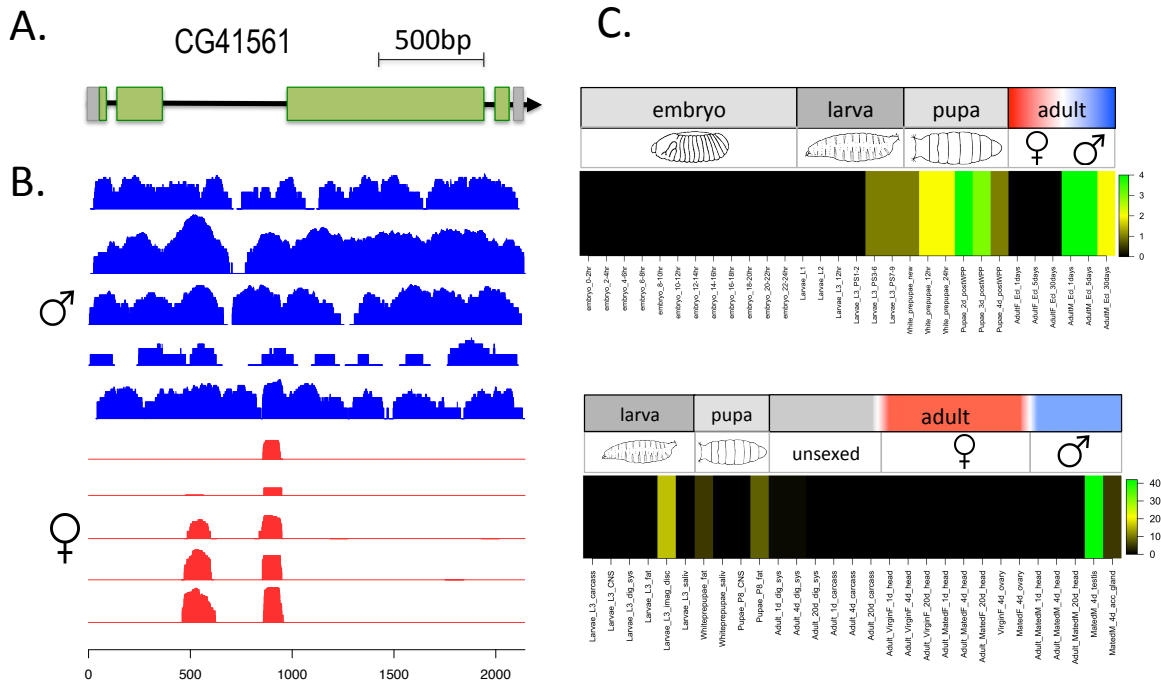 A.
CG41561
500bp
B.
♂
♀
0 500 1000 1500 2000
C.
embryo larva pupa adult
♀ ♂
4
3
2
1
0
embryo_0-2hr
embryo_2-4hr
embryo_4-6hr
embryo_6-8hr
embryo_8-10hr
embryo_10-12hr
embryo_12-14hr
embryo_14-16hr
embryo_16-18hr
embryo_18-20hr
embryo_20-22hr
embryo_22-24hr
Larvae_L1
Larvae_L2
Larvae_L3_12hr
Larvae_L3_PS1-2
Larvae_L3_PS3-6
Larvae_L3_PS7-9
White_prepupae_new
White_prepupae_12hr
White_prepupae_24hr
Pupae_2d_postWPP
Pupae_3d_postWPP
Pupae_4d_postWPP
AdultF_Ecl_1days
AdultF_Ecl_5days
AdultF_Ecl_30days
AdultM_Ecl_1days
AdultM_Ecl_5days
AdultM_Ecl_30days
larva pupa adult
unsexed ♀ ♂
40
30
20
10
0
Larvae_L3_carcass
Larvae_L3_CNS
Larvae_L3_dig_sys
Larvae_L3_fat
Larvae_L3_imag_disc
Larvae_L3_saliv
Whiteprepupae_fat
Whiteprepupae_saliv
Pupae_P8_CNS
Pupae_P8_fat
Adult_1d_dig_sys
Adult_4d_dig_sys
Adult_20d_dig_sys
Adult_1d_carcass
Adult_4d_carcass
Adult_20d_carcass
Adult_VirginF_1d_head
Adult_VirginF_4d_head
Adult_VirginF_20d_head
Adult_MatedF_1d_head
Adult_MatedF_4d_head
Adult_MatedF_20d_head
VirginF_4d_ovary
MatedF_4d_ovary
Adult_MatedM_1d_head
Adult_MatedM_4d_head
Adult_MatedM_20d_head
MatedM_4d_testis
MatedM_4d_acc_gland